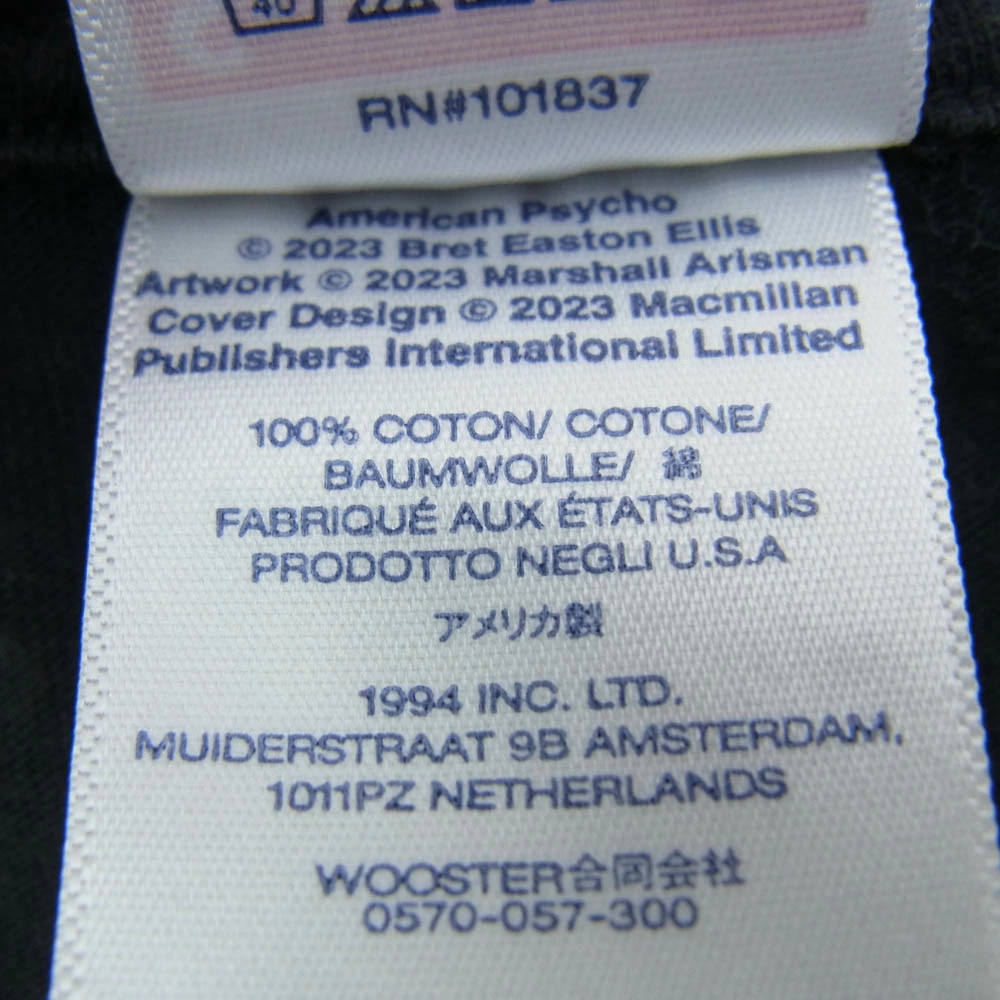 40
RN#101837
American Psycho
© 2023 Bret Easton Ellis
Artwork © 2023 Marshall Arisman
Cover Design © 2023 Macmillan
Publishers International Limited
100% COTON/ COTONE/
BAUMWOLLE/ 綿
FABRIQUÉ AUX ÉTATS-UNIS
PRODOTTO NEGLI U.S.A
アメリカ製
1994 INC. LTD.
MUIDERSTRAAT 9B AMSTERDAM,
1011PZ NETHERLANDS
WOOSTER合同会社
0570-057-300